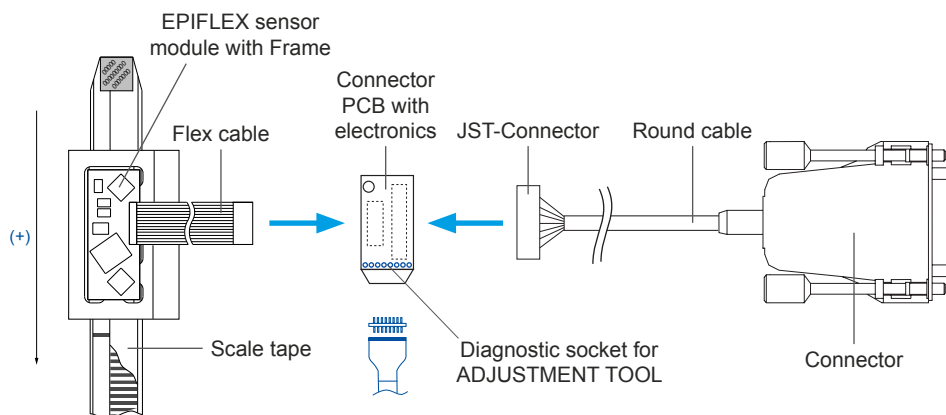 EPIFLEX sensor
module with Frame
Flex cable
Connector
PCB with
electronics
JST-Connector
Round cable
(+)
Scale tape
Diagnostic socket for
ADJUSTMENT TOOL
Connector